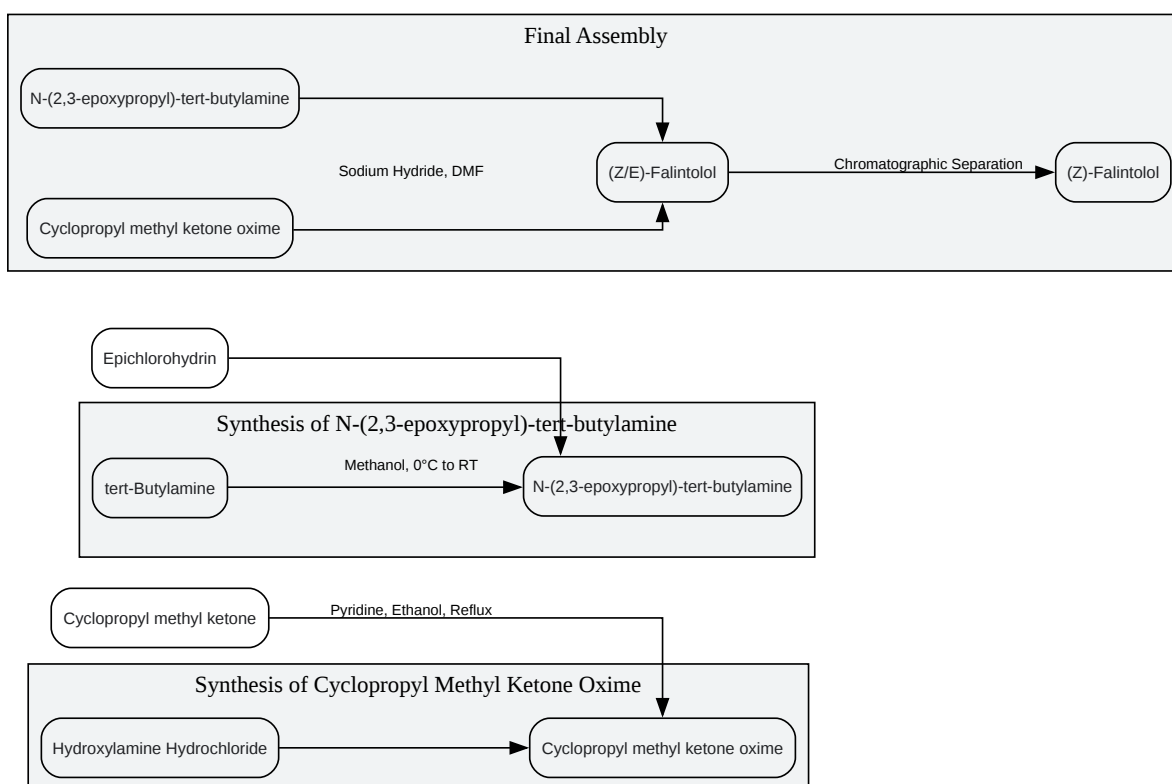 Final Assembly
N-(2,3-epoxypropyl)-tert-butylamine
Sodium Hydride, DMF
Cyclopropyl methyl ketone oxime
(Z/E)-Falintolol
Chromatographic Separation
(Z)-Falintolol
Epichlorohydrin
Synthesis of N-(2,3-epoxypropyl)-tert-butylamine
tert-Butylamine
Methanol, 0°C to RT
N-(2,3-epoxypropyl)-tert-butylamine
Cyclopropyl methyl ketone
Pyridine, Ethanol, Reflux
Synthesis of Cyclopropyl Methyl Ketone Oxime
Hydroxylamine Hydrochloride
Cyclopropyl methyl ketone oxime